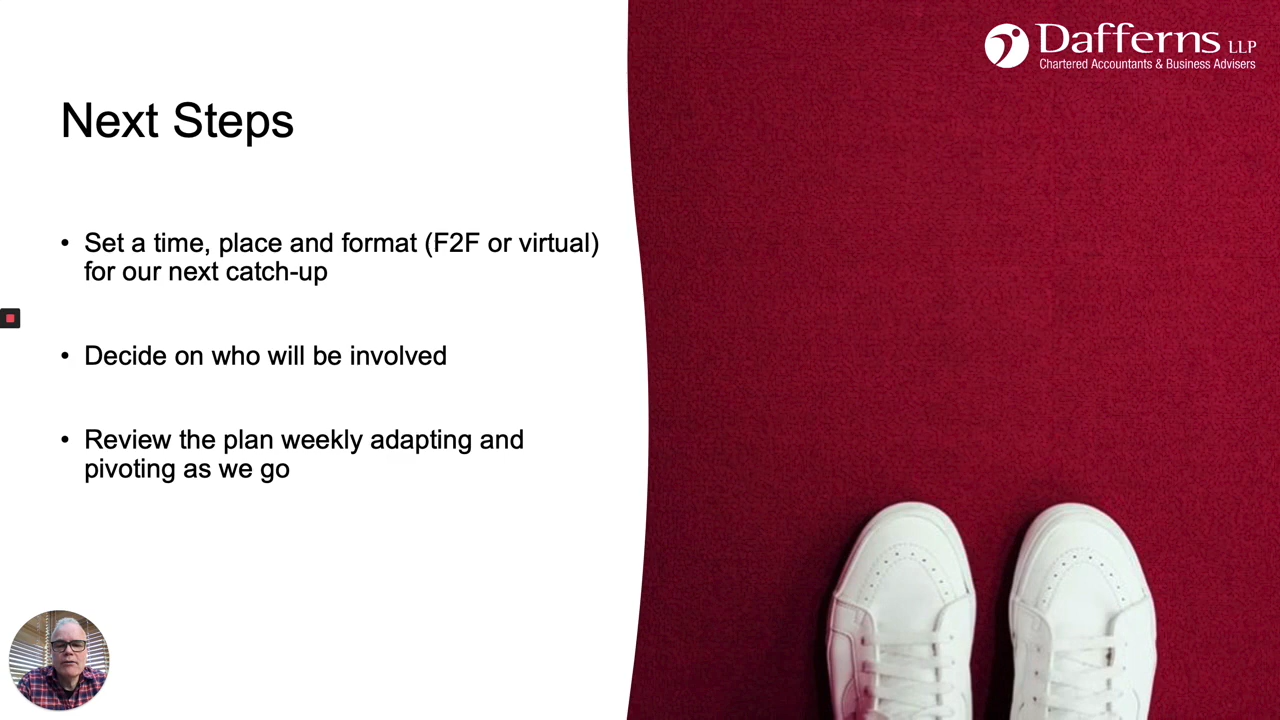 Dafferns LLP
Chartered Accountants & Business Advisers
Next Steps
• Set a time, place and format (F2F or virtual)
for our next catch-up
• Decide on who will be involved
• Review the plan weekly adapting and
pivoting as we go